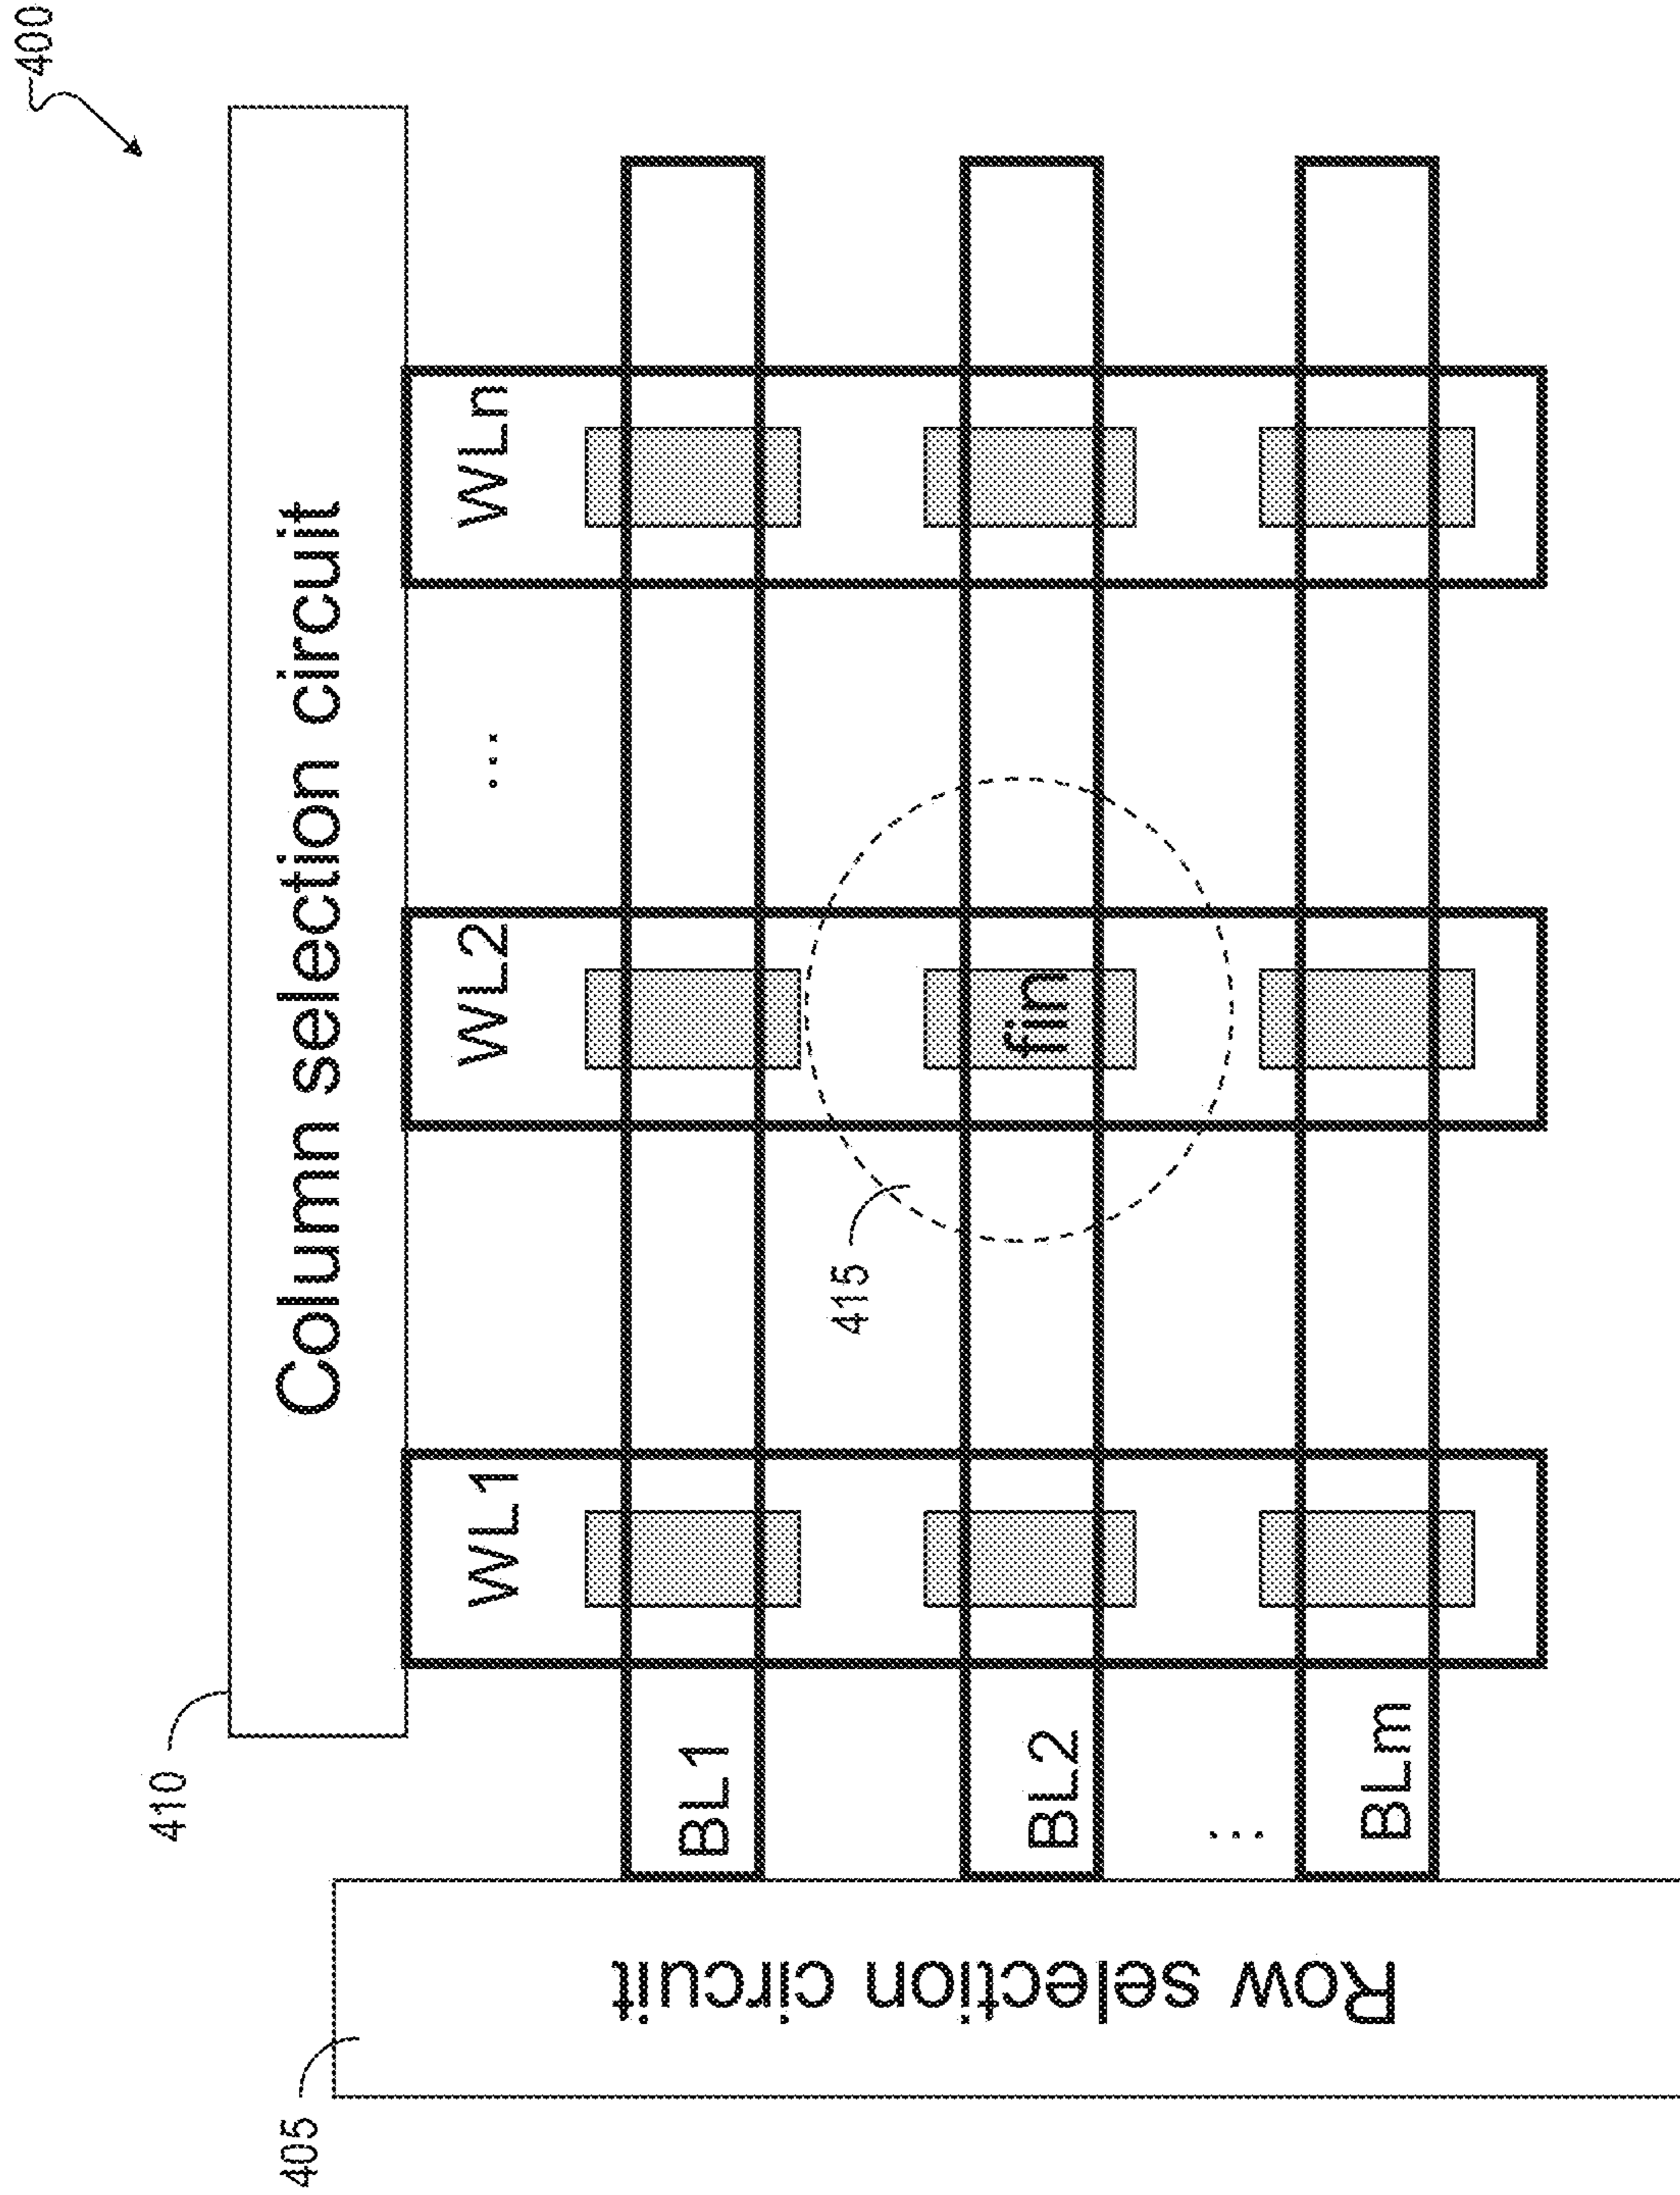 400
410
Column selection circuit
WL1
WL2
...
WLn
405
Row selection circuit
BL1
415
fin
BL2
...
BLm